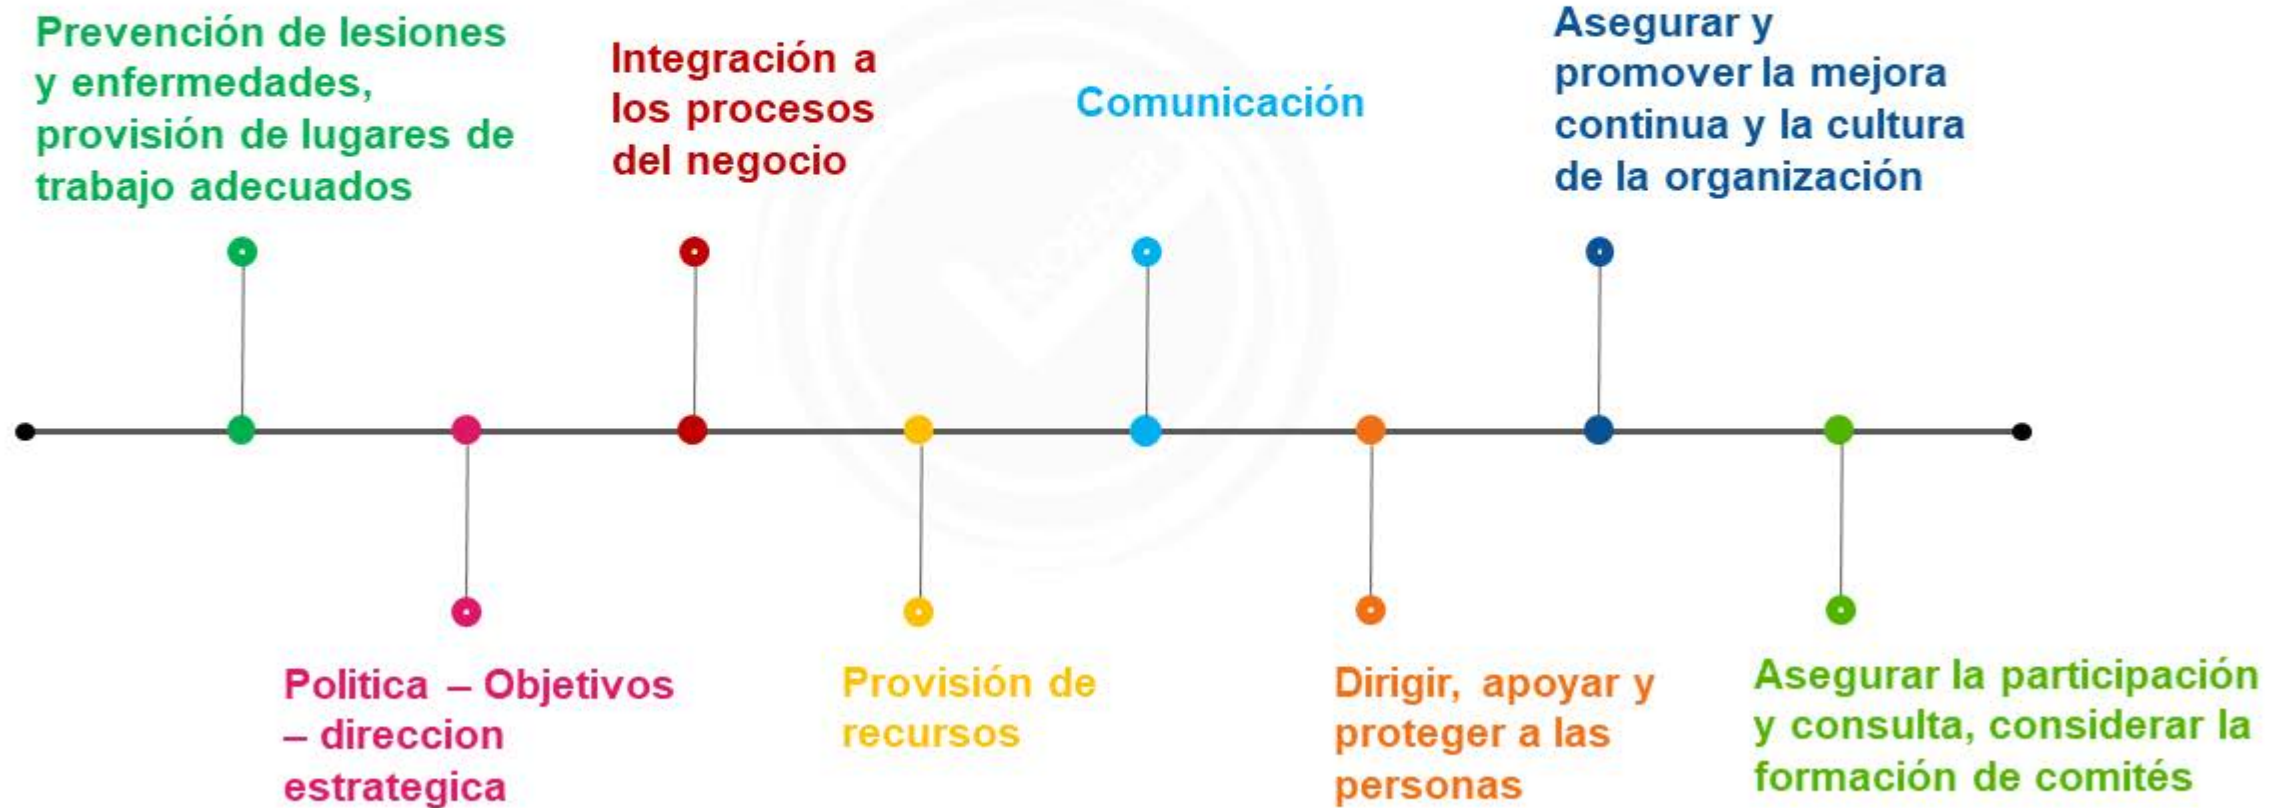 Prevención de lesiones
y enfermedades,
provisión de lugares de
trabajo adecuados
Politica – Objetivos
– direccion
estrategica
Integración a
los procesos
del negocio
Provisión de
recursos
Comunicación
Dirigir, apoyar y
proteger a las
personas
Asegurar y
promover la mejora
continua y la cultura
de la organización
Asegurar la participación
y consulta, considerar la
formación de comités